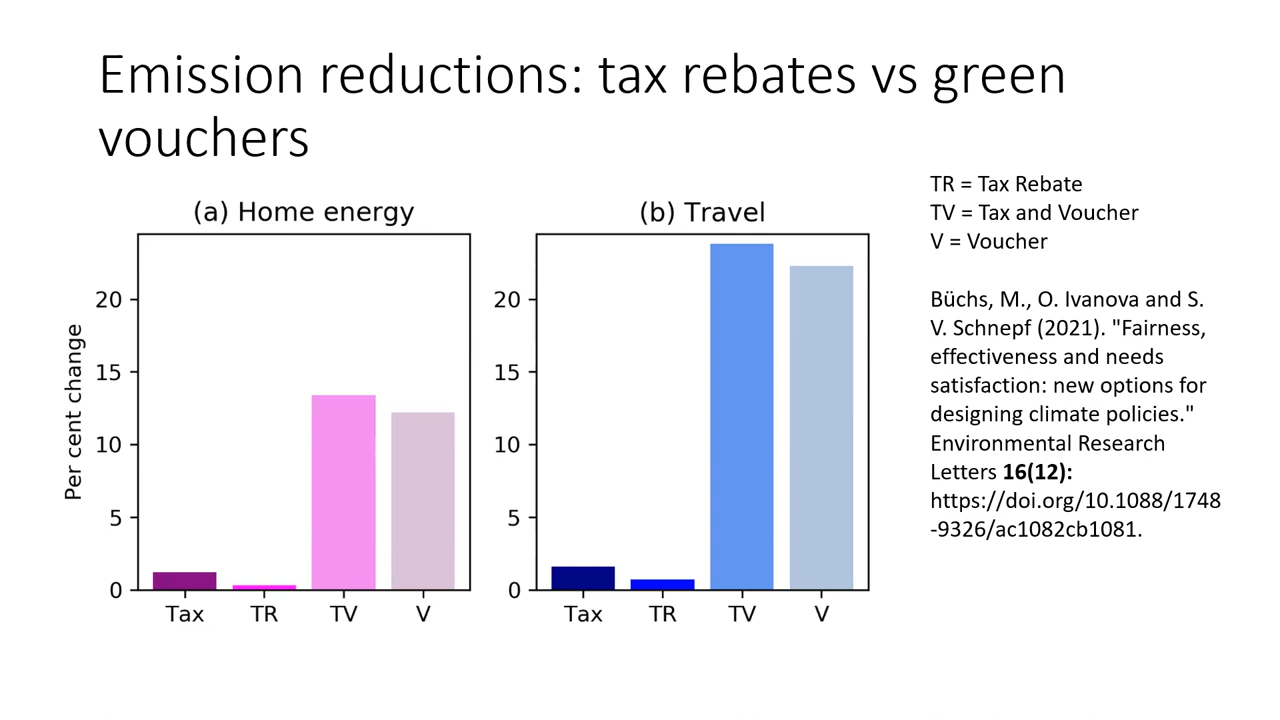 Emission reductions: tax rebates vs green
vouchers
(a) Home energy
Per cent change
20
15
10
5
0
Tax
TR
TV
V
(b) Travel
20
15
10
5
0
Tax
TR
TV
V
TR = Tax Rebate
TV = Tax and Voucher
V = Voucher
Büchs, M., O. Ivanova and S.
V. Schnepf (2021). "Fairness,
effectiveness and needs
satisfaction: new options for
designing climate policies."
Environmental Research
Letters 16(12):
https://doi.org/10.1088/1748
-9326/ac1082cb1081.